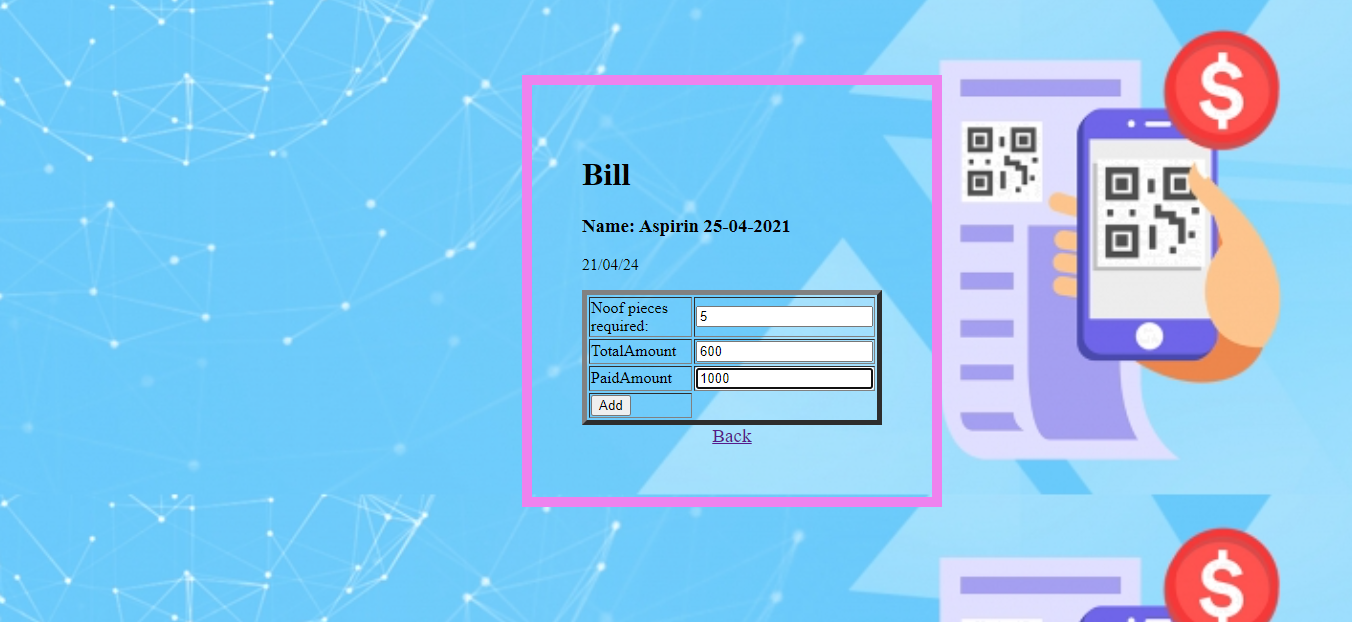 $
Bill
Name: Aspirin 25-04-2021
21/04/24
Noof pieces
required:
5
TotalAmount 600
PaidAmount 1000
Add
Back
$